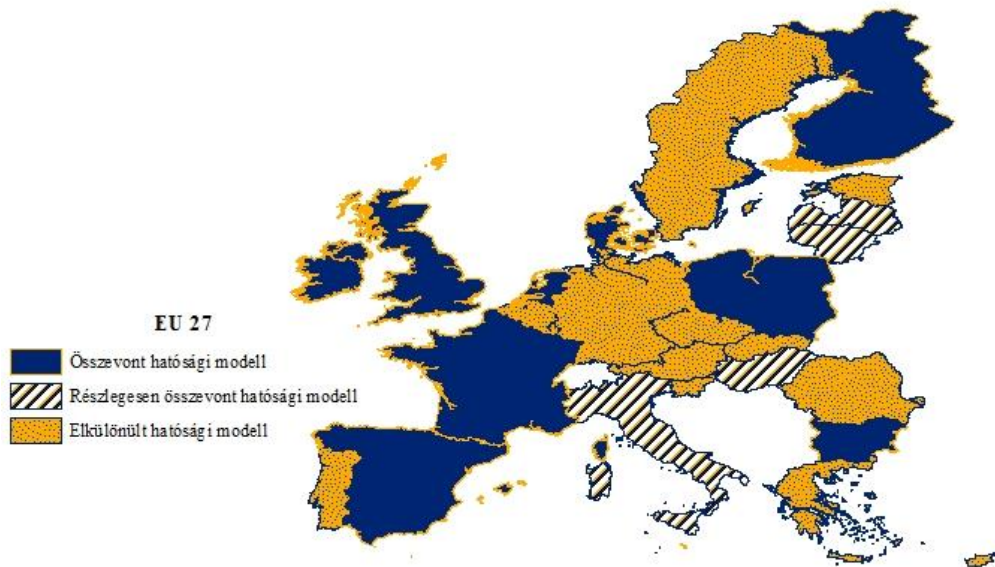 EU 27
Összevont hatósági modell
Részlegesen összevont hatósági modell
Elkülönült hatósági modell